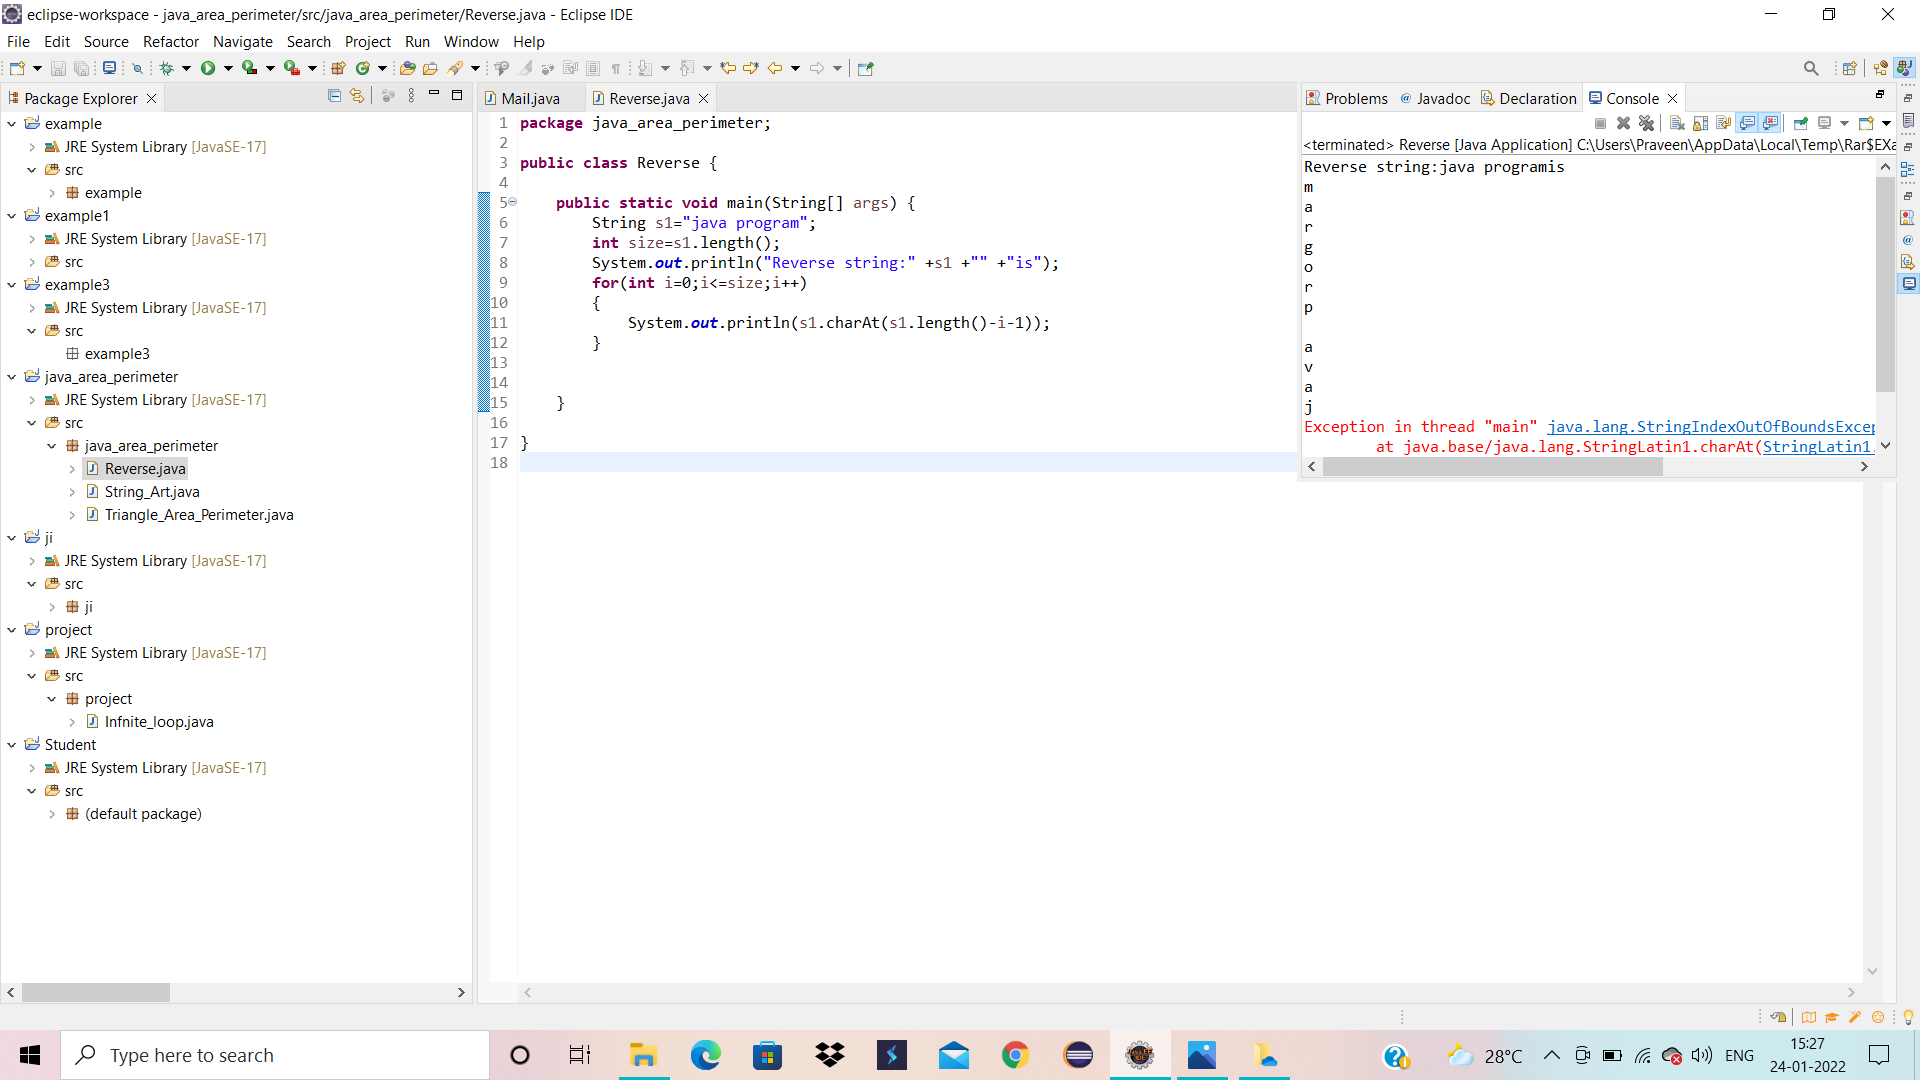 eclipse-workspace - java_area_perimeter/src/java_area_perimeter/Reverse.java - Eclipse IDE
File Edit Source Refactor Navigate Search Project Run Window Help
Package Explorer
example
JRE System Library [JavaSE-17]
src
example
example1
JRE System Library [JavaSE-17]
src
example3
JRE System Library [JavaSE-17]
src
example3
java_area_perimeter
JRE System Library [JavaSE-17]
src
java_area_perimeter
Reverse.java
String_Art.java
Triangle_Area_Perimeter.java
ji
JRE System Library [JavaSE-17]
src
ji
project
JRE System Library [JavaSE-17]
src
project
Infnite_loop.java
Student
JRE System Library [JavaSE-17]
src
(default package)
Mail.java Reverse.java
1 package java_area_perimeter;
2
3 public class Reverse {
4
5 public static void main(String[] args) {
6 String s1="java program";
7 int size=s1.length();
8 System.out.println("Reverse string:" +s1 +"" +"is");
9 for(int i=0;i<=size;i++)
10 {
11 System.out.println(s1.charAt(s1.length()-i-1));
12 }
13
14
15 }
16
17 }
18
Problems Javadoc Declaration Console
<terminated> Reverse [Java Application] C:\Users\Praveen\AppData\Local\Temp\Rar$EXa
Reverse string:java programis
m
a
r
g
o
r
p
a
v
a
j
Exception in thread "main" java.lang.StringIndexOutOfBoundsExcep
at java.base/java.lang.StringLatin1.charAt(StringLatin1.
Type here to search
28°C
ENG
15:27
24-01-2022